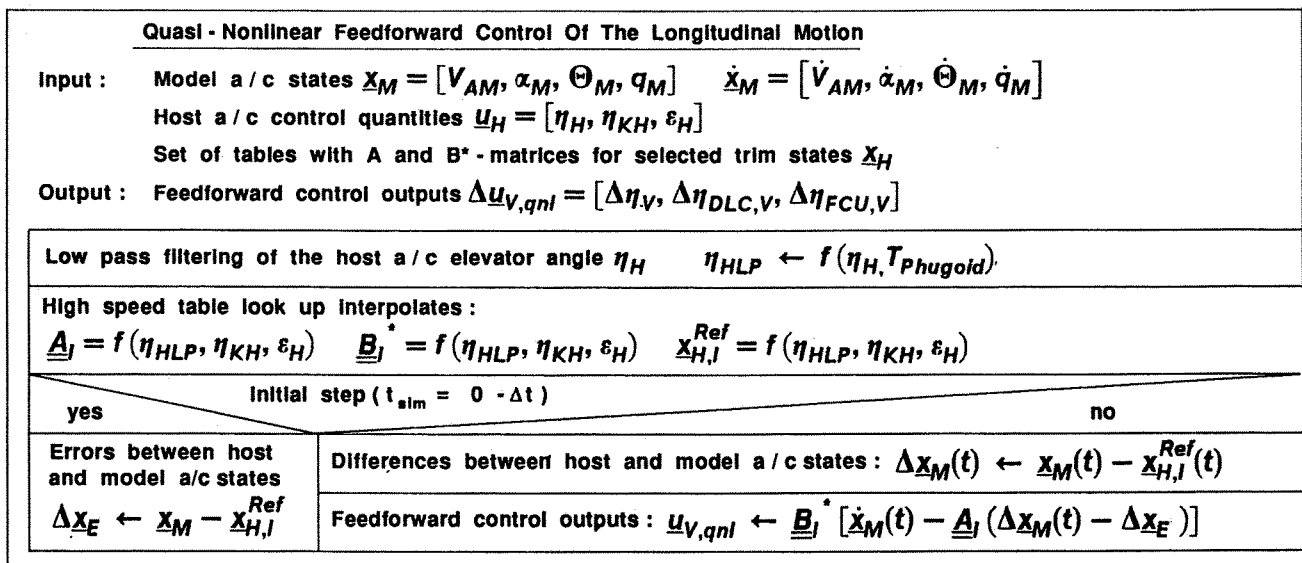 Quasi - Nonlinear Feedforward Control Of The Longitudinal Motion
Input : Model a / c states x_M = [V_AM, α_M, Θ_M, q_M] ẋ_M = [V̇_AM, α̇_M, Θ̇_M, q̇_M]
Host a / c control quantities u_H = [η_H, η_KH, ε_H]
Set of tables with A and B* - matrices for selected trim states x_H
Output : Feedforward control outputs Δu_V,qnl = [Δη_V, Δη_DLC,V, Δη_FCU,V]
Low pass filtering of the host a / c elevator angle η_H η_HLP ← f (η_H, T_Phugoid)
High speed table look up interpolates :
A_I = f (η_HLP, η_KH, ε_H) B_I* = f (η_HLP, η_KH, ε_H) x_H,I^Ref = f (η_HLP, η_KH, ε_H)
Initial step ( t_sim = 0 - Δt )
yes no
Errors between host
and model a/c states
Δx_E ← x_M − x_H,I^Ref
Differences between host and model a / c states : Δx_M(t) ← x_M(t) − x_H,I^Ref(t)
Feedforward control outputs : u_V,qnl ← B_I* [ẋ_M(t) − A_I (Δx_M(t) − Δx_E )]